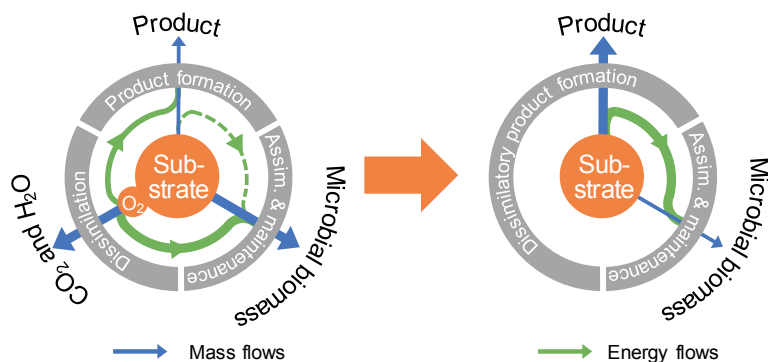 Product
Product formation
Sub-
strate
O2
Dissimilation
Assim. & maintenance
CO2 and H2O
Microbial biomass
Product
Dissimilatory product formation
Sub-
strate
Assim. & maintenance
Microbial biomass
Mass flows
Energy flows